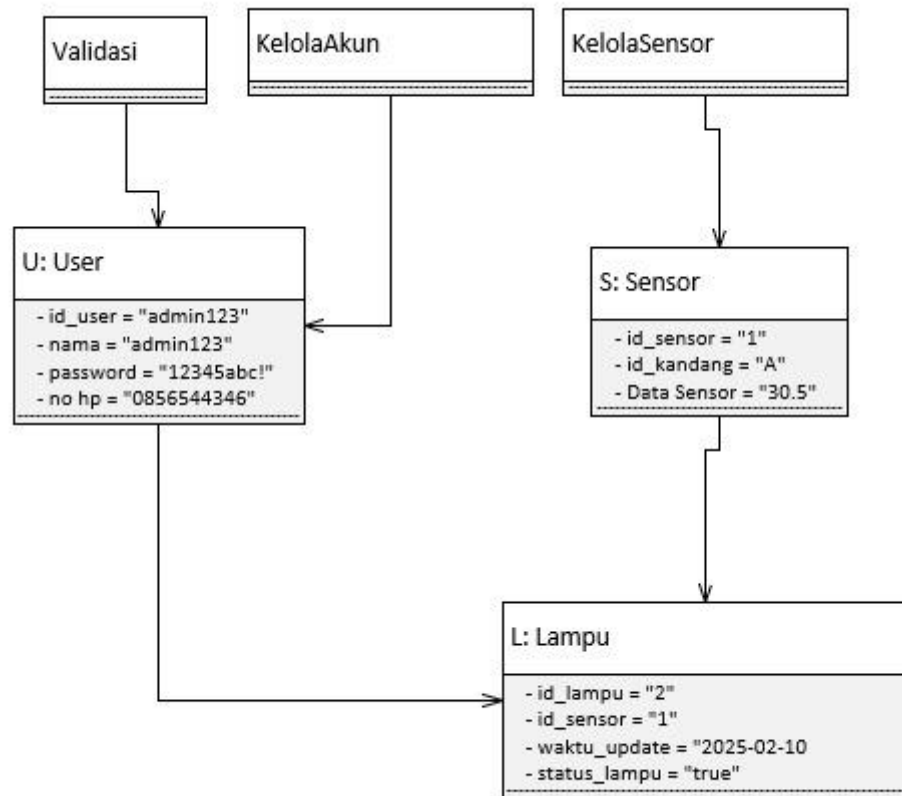 Validasi
KelolaAkun
KelolaSensor
U: User
- id_user = "admin123"
- nama = "admin123"
- password = "12345abc!"
- no hp = "0856544346"
S: Sensor
- id_sensor = "1"
- id_kandang = "A"
- Data Sensor = "30.5"
L: Lampu
- id_lampu = "2"
- id_sensor = "1"
- waktu_update = "2025-02-10
- status_lampu = "true"